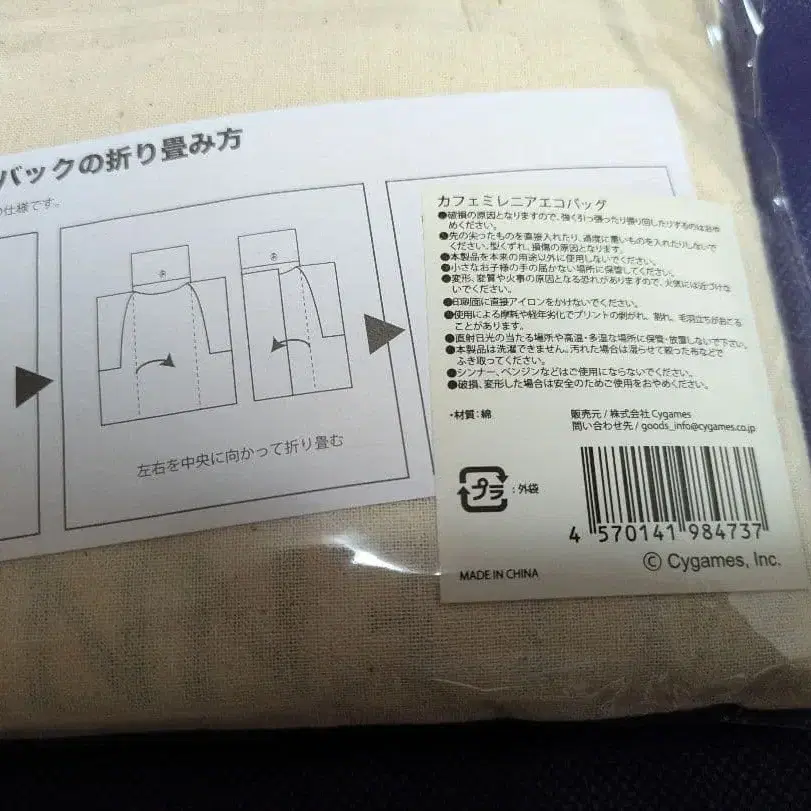 バックの折り畳み方
の仕様です。
左右を中央に向かって折り畳む
カフェミレニアエコバッグ
●破損の原因となりますので、強く引っ張ったり振り回したりするのはおや
めください。
●先の尖ったものを直接入れたり、過度に重いものを入れたりしないで
ください。型くずれ、損傷の原因となります。
●本製品を本来の用途以外に使用しないでください。
●小さなお子様の手の届かない場所に保管してください。
●変形、変質や火事の原因となる恐れがありますので、火気には近づけな
いでください。
●印刷面に直接アイロンをかけないでください。
●使用による摩耗や経年劣化でプリントの剥がれ、割れ、毛羽立ちがおこる
ことがあります。
●直射日光の当たる場所や高温・多湿な場所に保管・放置しないで下さい。
●本製品は洗濯できません。汚れた場合は湿らせて絞った布などで
ふき取ってください。
●シンナー、ベンジンなどはご使用にならないでください。
●破損、変形した場合は安全のためご使用をおやめください。
・材質：綿
販売元 / 株式会社 Cygames
問い合わせ先 / goods_info@cygames.co.jp
プラ : 外袋
4 570141 984737
© Cygames, Inc.
MADE IN CHINA